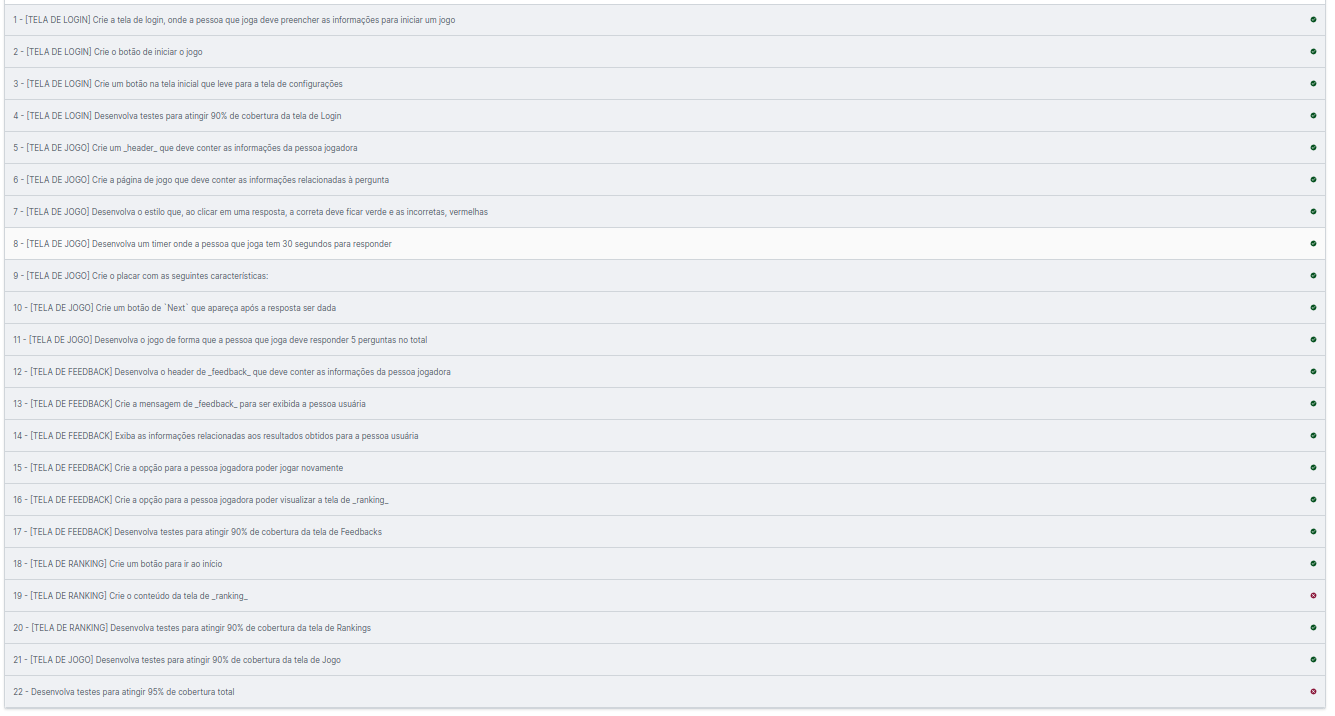 1 - [TELA DE LOGIN] Crie a tela de login, onde a pessoa que joga deve preencher as informações para iniciar um jogo
2 - [TELA DE LOGIN] Crie o botão de iniciar o jogo
3 - [TELA DE LOGIN] Crie um botão na tela inicial que leve para a tela de configurações
4 - [TELA DE LOGIN] Desenvolva testes para atingir 90% de cobertura da tela de Login
5 - [TELA DE JOGO] Crie um _header_ que deve conter as informações da pessoa jogadora
6 - [TELA DE JOGO] Crie a página de jogo que deve conter as informações relacionadas à pergunta
7 - [TELA DE JOGO] Desenvolva o estilo que, ao clicar em uma resposta, a correta deve ficar verde e as incorretas, vermelhas
8 - [TELA DE JOGO] Desenvolva um timer onde a pessoa que joga tem 30 segundos para responder
9 - [TELA DE JOGO] Crie o placar com as seguintes características:
10 - [TELA DE JOGO] Crie um botão de `Next` que apareça após a resposta ser dada
11 - [TELA DE JOGO] Desenvolva o jogo de forma que a pessoa que joga deve responder 5 perguntas no total
12 - [TELA DE FEEDBACK] Desenvolva o header de _feedback_ que deve conter as informações da pessoa jogadora
13 - [TELA DE FEEDBACK] Crie a mensagem de _feedback_ para ser exibida a pessoa usuária
14 - [TELA DE FEEDBACK] Exiba as informações relacionadas aos resultados obtidos para a pessoa usuária
15 - [TELA DE FEEDBACK] Crie a opção para a pessoa jogadora poder jogar novamente
16 - [TELA DE FEEDBACK] Crie a opção para a pessoa jogadora poder visualizar a tela de _ranking_
17 - [TELA DE FEEDBACK] Desenvolva testes para atingir 90% de cobertura da tela de Feedbacks
18 - [TELA DE RANKING] Crie um botão para ir ao início
19 - [TELA DE RANKING] Crie o conteúdo da tela de _ranking_
20 - [TELA DE RANKING] Desenvolva testes para atingir 90% de cobertura da tela de Rankings
21 - [TELA DE JOGO] Desenvolva testes para atingir 90% de cobertura da tela de Jogo
22 - Desenvolva testes para atingir 95% de cobertura total